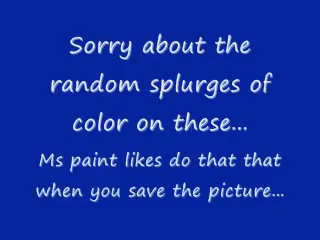 Sorry about the
random splurges of
color on these...
Ms paint likes do that that
when you save the picture...